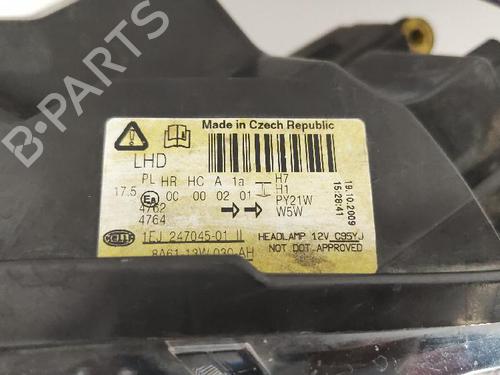 B-PARTS
Made in Czech Republic
LHD
PL HR HC A 1a H7
17.5 H1
00 00 02 01 PY21W
4762 W5W
4764
19.10.2009
15:28:41
1EJ 247045-01 II
HEADLAMP 12V C95YJ
8A61-13W030-AH NOT DOT APPROVED